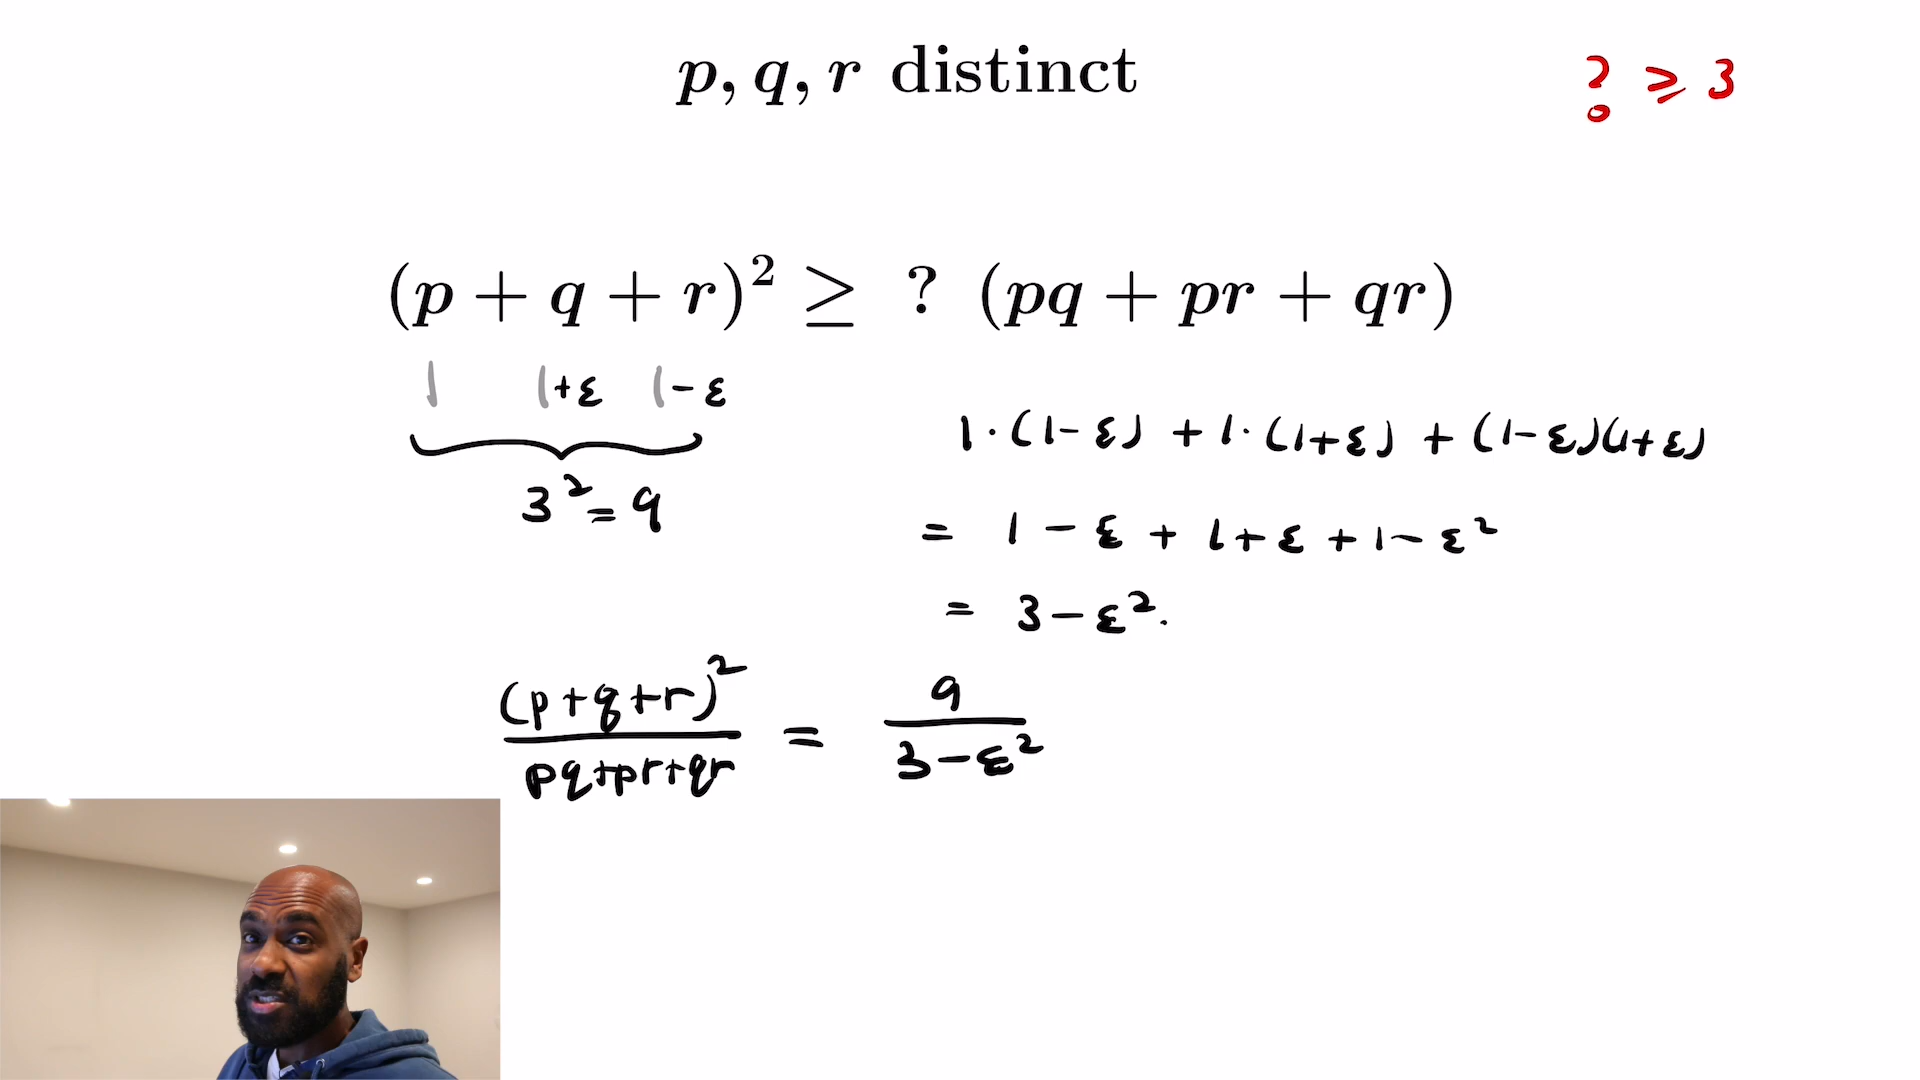 p, q, r distinct
? ≥ 3
(p + q + r)² ≥ ? (pq + pr + qr)
1 1+ε 1-ε
1·(1-ε) + 1·(1+ε) + (1-ε)(1+ε)
3² = 9
= 1 - ε + 1 + ε + 1 - ε²
= 3 - ε².
(p+q+r)² / pq+pr+qr = 9 / 3-ε²